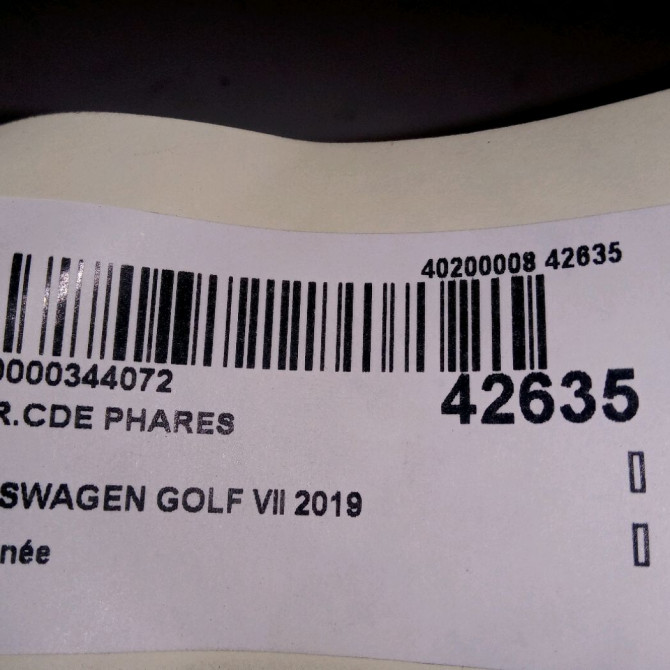 40200008 42635
0000344072
42635
R.CDE PHARES
SWAGEN GOLF VII 2019
née